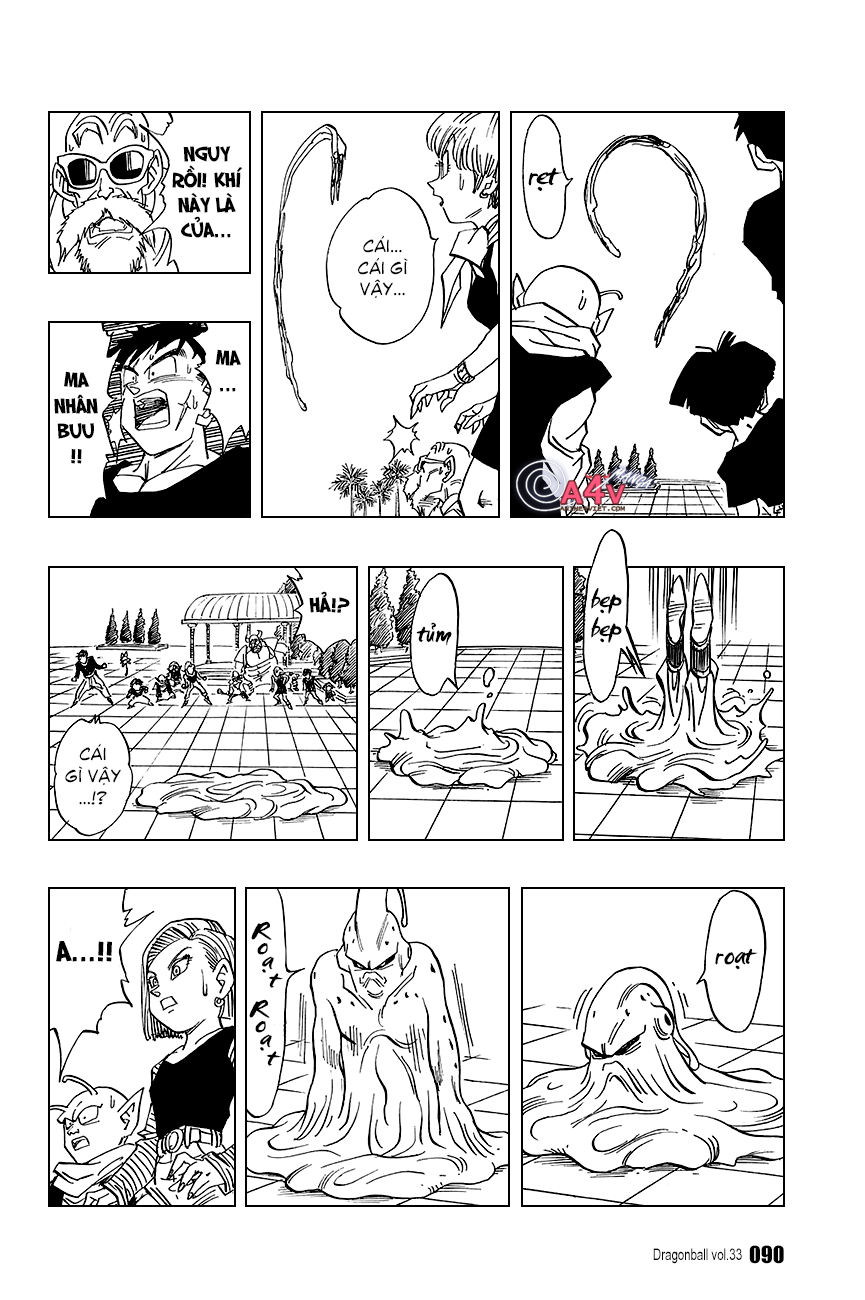 rẹt
CÁI...
CÁI GÌ
VẬY...
NGUY
RỒI! KHÍ
NÀY LÀ
CỦA...
MA
...
MA
NHÂN
BUU
!!
A4V
bẹp
bẹp
tủm
HẢ!?
CÁI
GÌ VẬY
...!?
roạt
Roạt
Roạt
A...!!
Dragonball vol.33 090